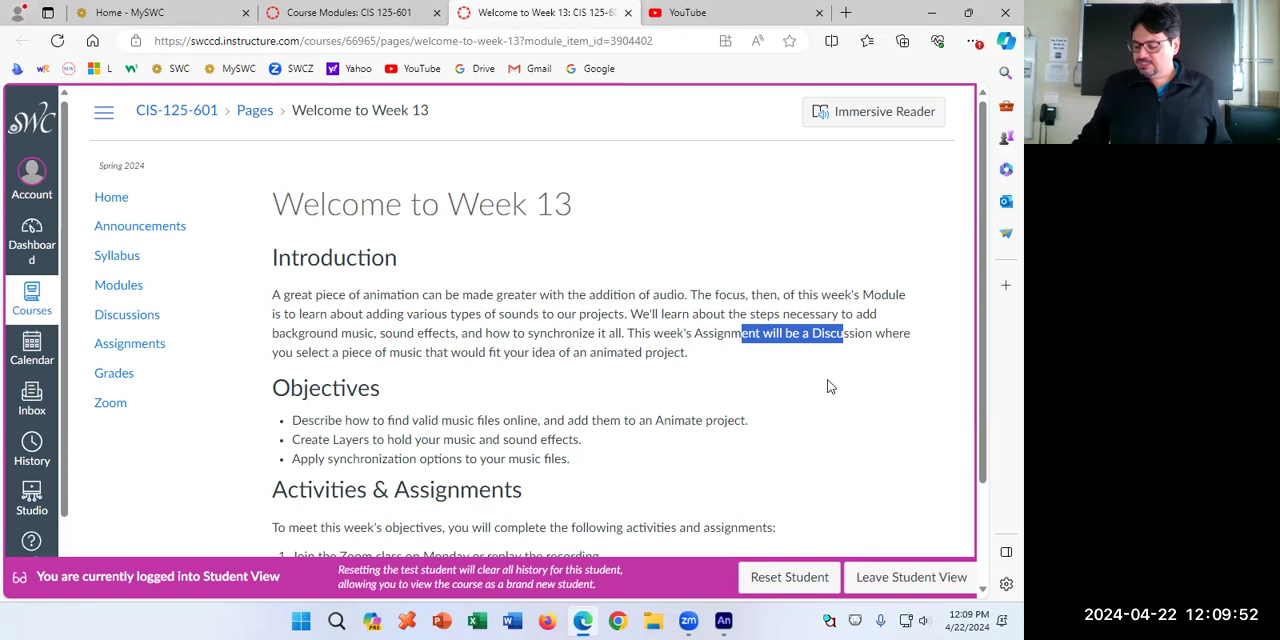 Home - MySWC
Course Modules: CIS 125-601
Welcome to Week 13: CIS 125-60
YouTube
https://swccd.instructure.com/courses/66965/pages/welcome-to-week-13?module_item_id=3904402
L
SWC
MySWC
SWCZ
Yahoo
YouTube
Drive
Gmail
Google
CIS-125-601 › Pages › Welcome to Week 13
Immersive Reader
Account
Dashboar
d
Courses
Calendar
Inbox
History
Studio
Spring 2024
Home
Announcements
Syllabus
Modules
Discussions
Assignments
Grades
Zoom
Welcome to Week 13
Introduction
A great piece of animation can be made greater with the addition of audio. The focus, then, of this week's Module
is to learn about adding various types of sounds to our projects. We'll learn about the steps necessary to add
background music, sound effects, and how to synchronize it all. This week's Assignment will be a Discussion where
you select a piece of music that would fit your idea of an animated project.
Objectives
• Describe how to find valid music files online, and add them to an Animate project.
• Create Layers to hold your music and sound effects.
• Apply synchronization options to your music files.
Activities & Assignments
To meet this week's objectives, you will complete the following activities and assignments:
1. Join the Zoom class on Monday or replay the recording.
You are currently logged into Student View
Resetting the test student will clear all history for this student,
allowing you to view the course as a brand new student.
Reset Student
Leave Student View
12:09 PM
4/22/2024
2024-04-22 12:09:52